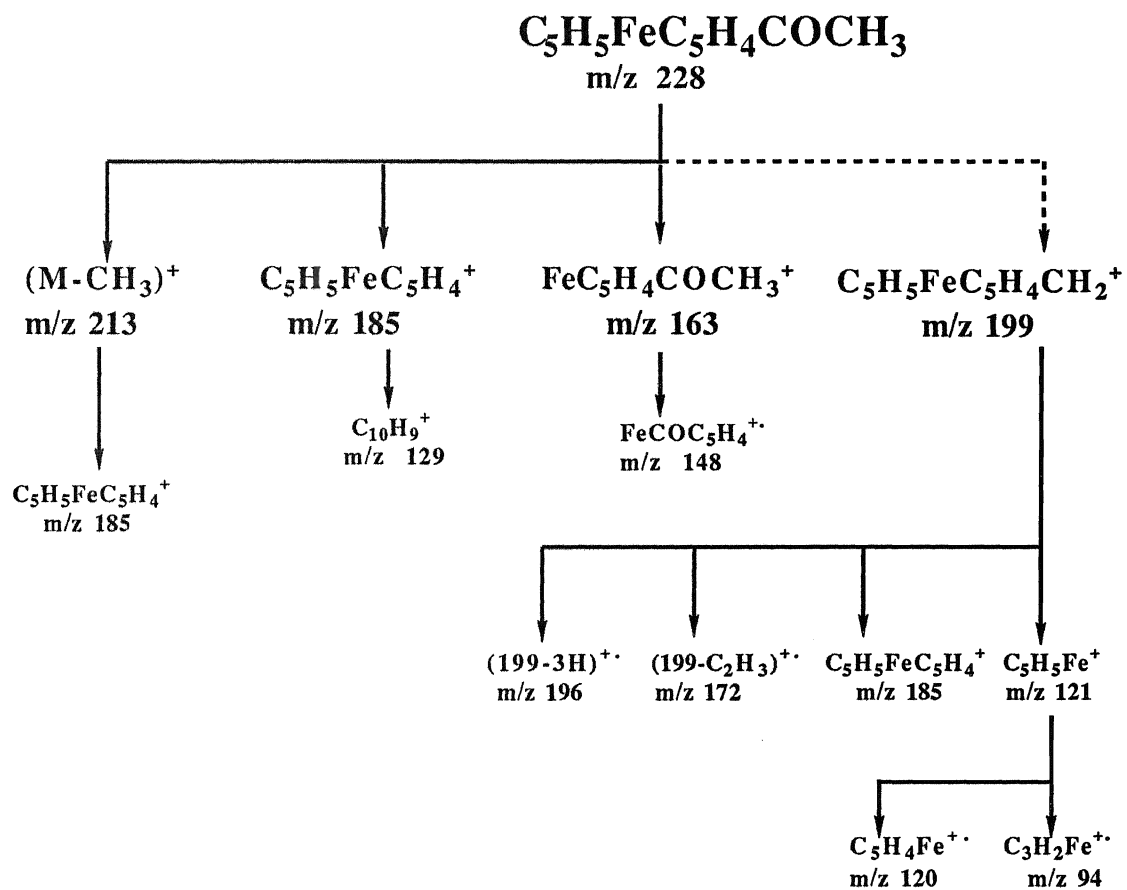 C₅H₅FeC₅H₄COCH₃
m/z 228
(M-CH₃)⁺
m/z 213
C₅H₅FeC₅H₄⁺
m/z 185
FeC₅H₄COCH₃⁺
m/z 163
C₅H₅FeC₅H₄CH₂⁺
m/z 199
C₁₀H₉⁺
m/z 129
FeCOC₅H₄⁺·
m/z 148
C₅H₅FeC₅H₄⁺
m/z 185
(199-3H)⁺·
m/z 196
(199-C₂H₃)⁺·
m/z 172
C₅H₅FeC₅H₄⁺
m/z 185
C₅H₅Fe⁺
m/z 121
C₅H₄Fe⁺·
m/z 120
C₃H₂Fe⁺·
m/z 94